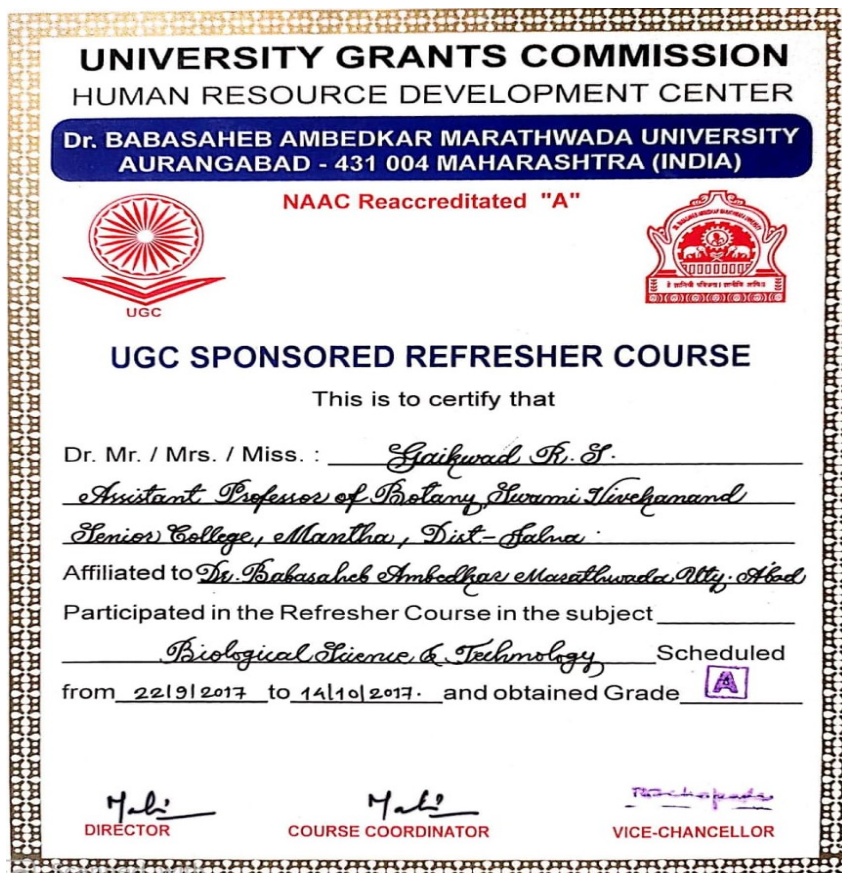 UNIVERSITY GRANTS COMMISSION
HUMAN RESOURCE DEVELOPMENT CENTER
Dr. BABASAHEB AMBEDKAR MARATHWADA UNIVERSITY
AURANGABAD - 431 004 MAHARASHTRA (INDIA)
NAAC Reaccreditated "A"
UGC
UGC SPONSORED REFRESHER COURSE
This is to certify that
Dr. Mr. / Mrs. / Miss. : Gaikwad R. S.
Assistant Professor of Botany, Swami Vivekanand
Senior College, Mantha, Dist-Jalna.
Affiliated to Dr. Babasaheb Ambedkar Marathwada Uty. Abad
Participated in the Refresher Course in the subject
Biological Science & Technology Scheduled
from 22/9/2017 to 14/10/2017. and obtained Grade A
DIRECTOR
COURSE COORDINATOR
VICE-CHANCELLOR